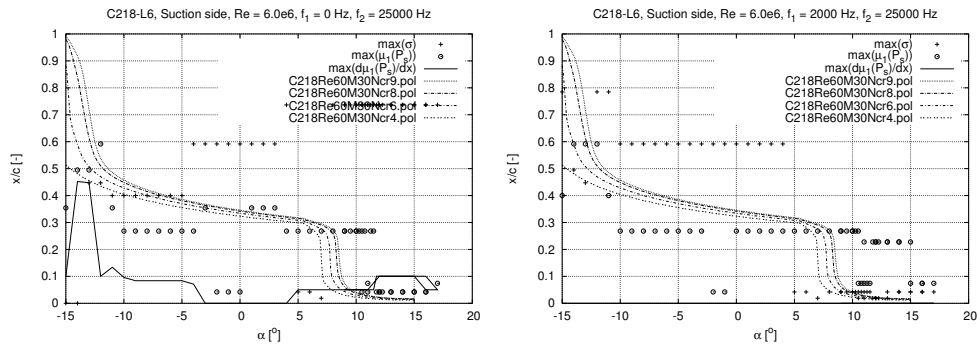 C218-L6, Suction side, Re = 6.0e6, f1 = 0 Hz, f2 = 25000 Hz
max(σ)
max(μ1(Ps))
max(dμ1(Ps)/dx)
C218Re60M30Ncr9.pol
C218Re60M30Ncr8.pol
C218Re60M30Ncr6.pol
C218Re60M30Ncr4.pol
x/c [-]
1
0.9
0.8
0.7
0.6
0.5
0.4
0.3
0.2
0.1
0
-15 -10 -5 0 5 10 15 20
α [o]
C218-L6, Suction side, Re = 6.0e6, f1 = 2000 Hz, f2 = 25000 Hz
max(σ)
max(μ1(Ps))
max(dμ1(Ps)/dx)
C218Re60M30Ncr9.pol
C218Re60M30Ncr8.pol
C218Re60M30Ncr6.pol
C218Re60M30Ncr4.pol
x/c [-]
1
0.9
0.8
0.7
0.6
0.5
0.4
0.3
0.2
0.1
0
-15 -10 -5 0 5 10 15 20
α [o]